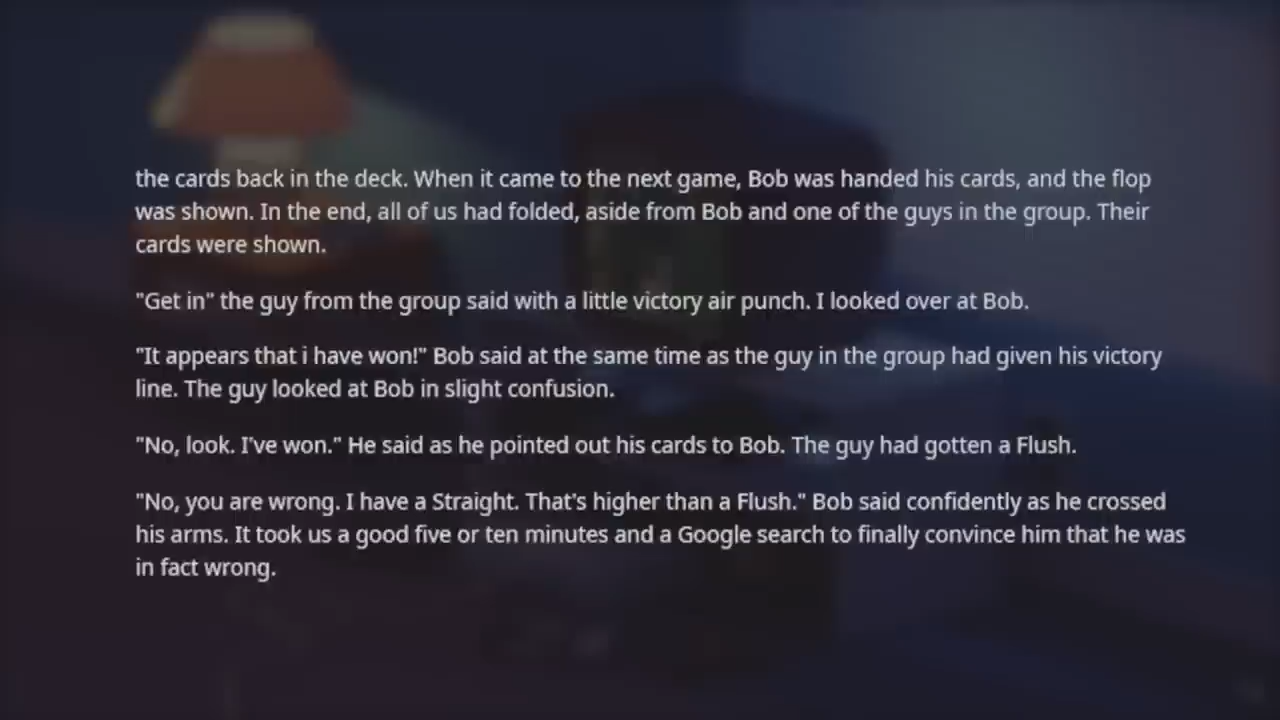 the cards back in the deck. When it came to the next game, Bob was handed his cards, and the flop
was shown. In the end, all of us had folded, aside from Bob and one of the guys in the group. Their
cards were shown.
"Get in" the guy from the group said with a little victory air punch. I looked over at Bob.
"It appears that i have won!" Bob said at the same time as the guy in the group had given his victory
line. The guy looked at Bob in slight confusion.
"No, look. I've won." He said as he pointed out his cards to Bob. The guy had gotten a Flush.
"No, you are wrong. I have a Straight. That's higher than a Flush." Bob said confidently as he crossed
his arms. It took us a good five or ten minutes and a Google search to finally convince him that he was
in fact wrong.